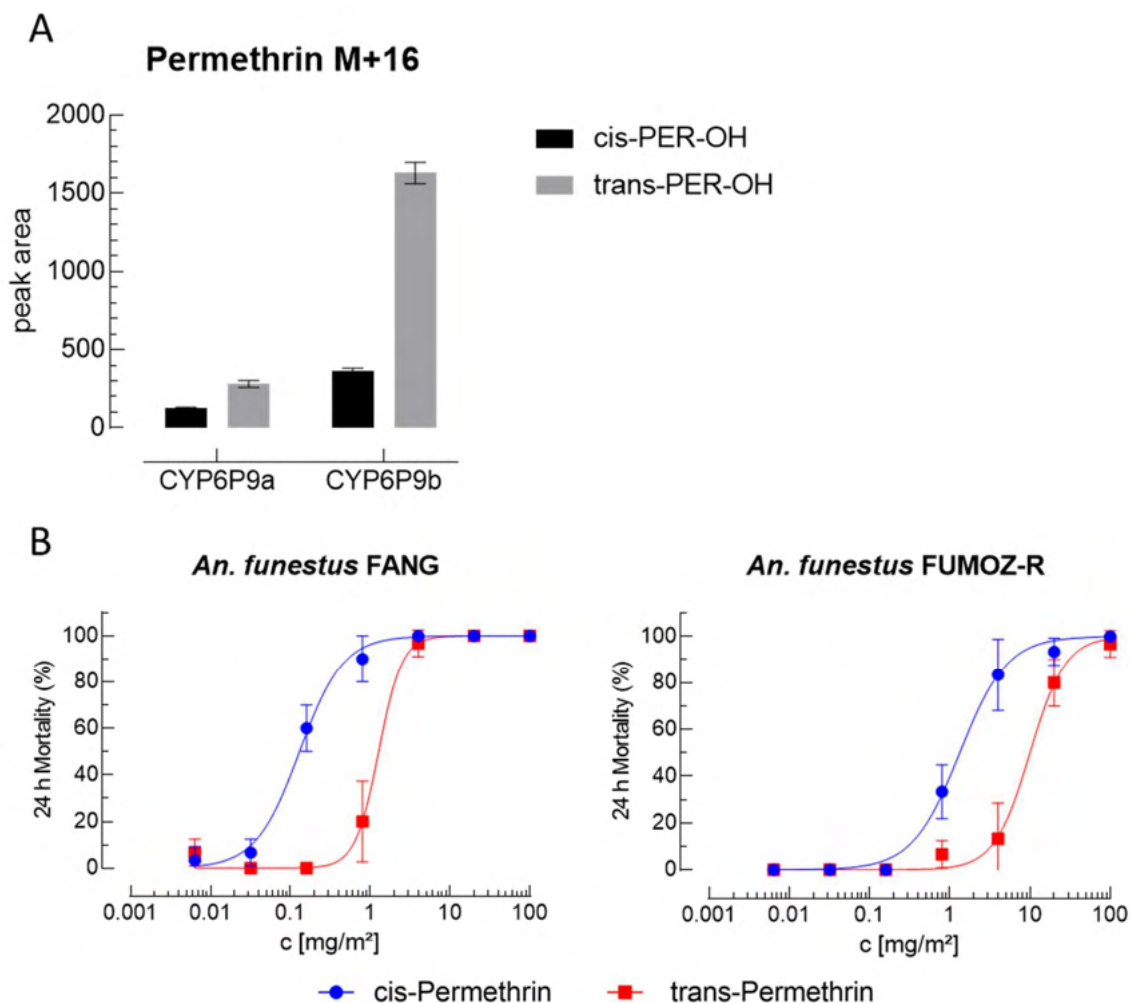 A
Permethrin M+16
2000
1500
1000
500
0
peak area
CYP6P9a
CYP6P9b
cis-PER-OH
trans-PER-OH
B
An. funestus FANG
100
80
60
40
20
0
24 h Mortality (%)
0.001
0.01
0.1
1
10
100
c [mg/m²]
An. funestus FUMOZ-R
100
80
60
40
20
0
24 h Mortality (%)
0.001
0.01
0.1
1
10
100
c [mg/m²]
cis-Permethrin
trans-Permethrin